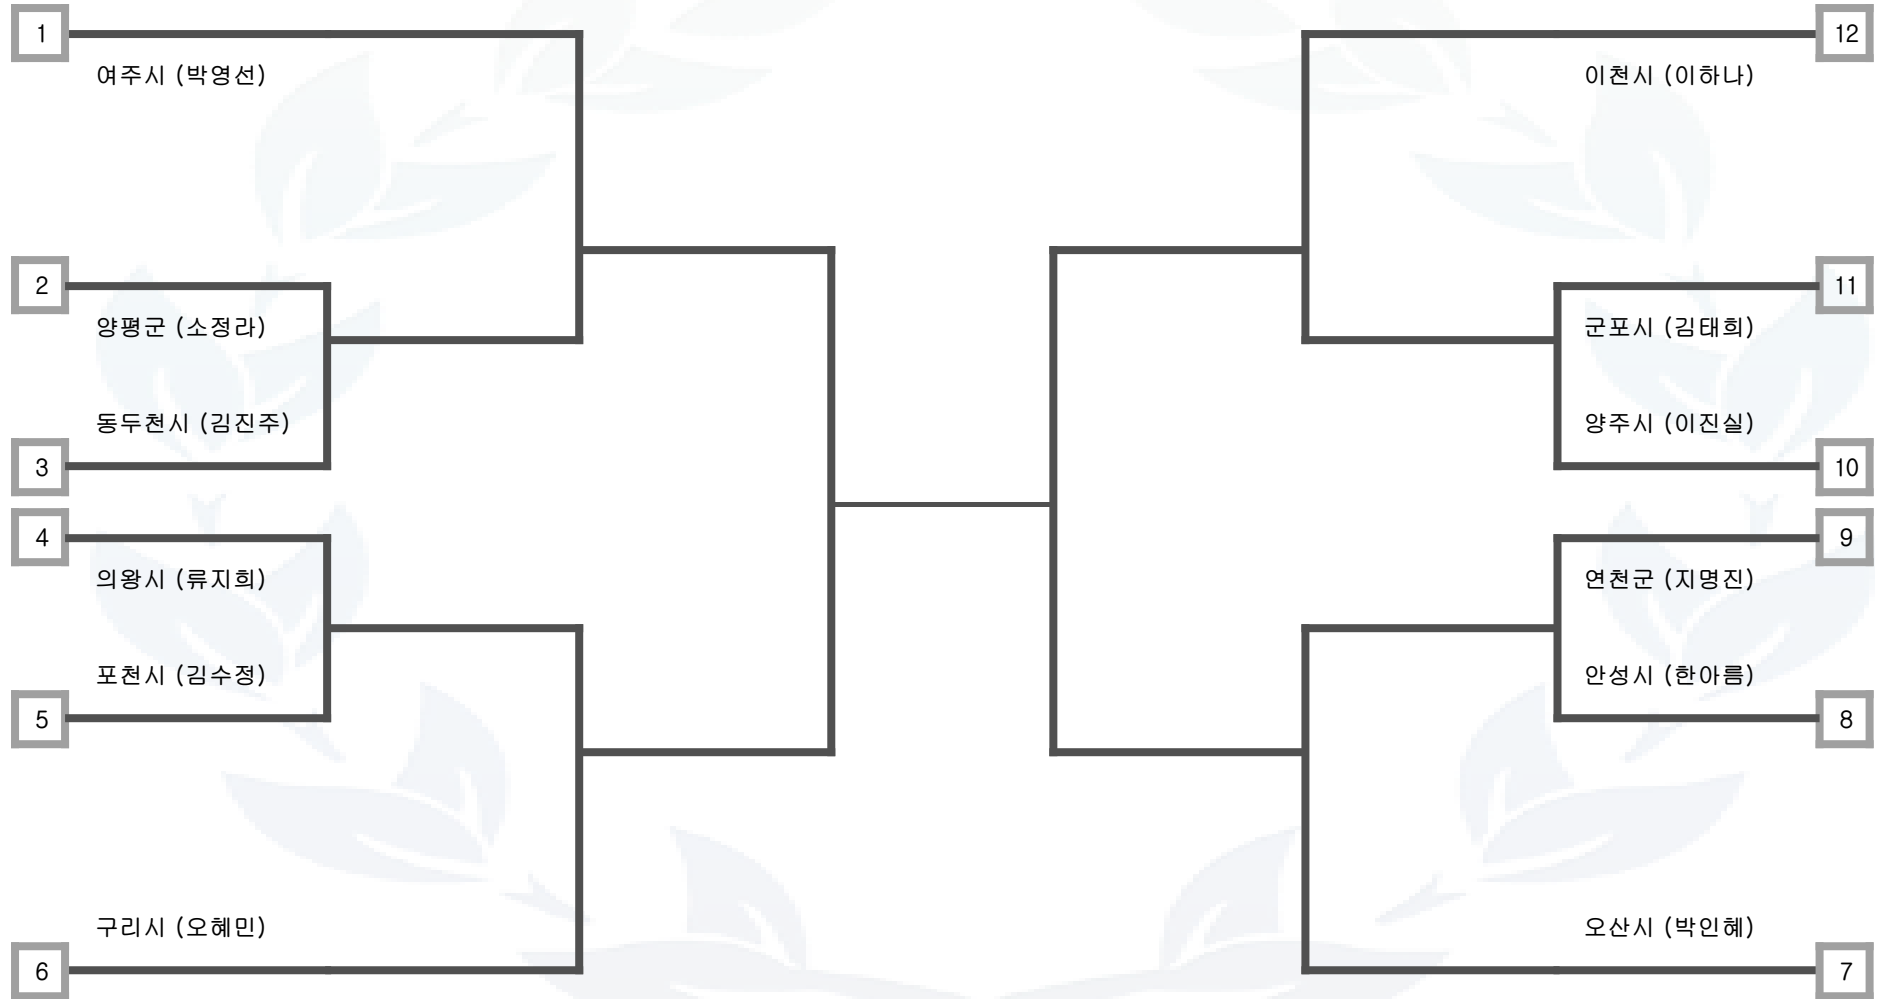 1
여주시 (박영선)
2
양평군 (소정라)
동두천시 (김진주)
3
4
의왕시 (류지희)
포천시 (김수정)
5
구리시 (오혜민)
6
12
이천시 (이하나)
11
군포시 (김태희)
양주시 (이진실)
10
9
연천군 (지명진)
안성시 (한아름)
8
오산시 (박인혜)
7